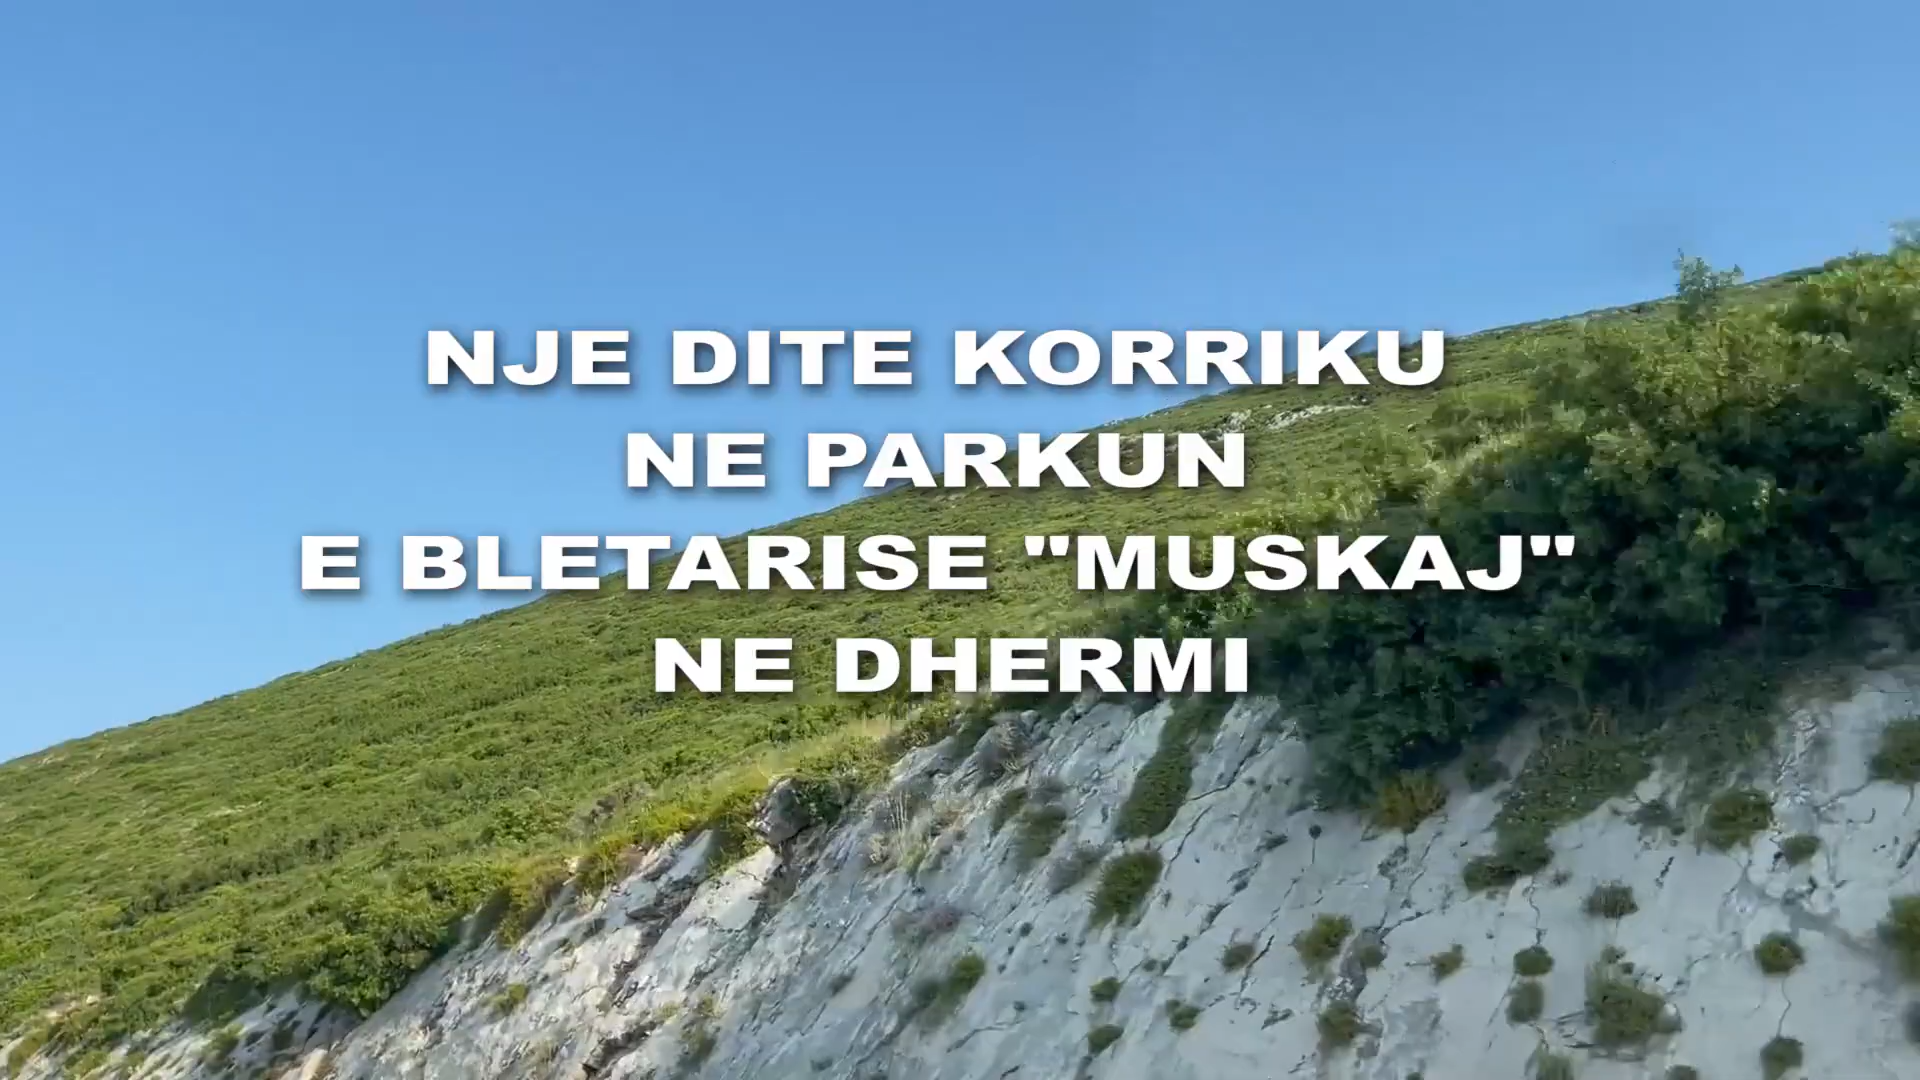 NJE DITE KORRIKU
NE PARKUN
E BLETARISE "MUSKAJ"
NE DHERMI